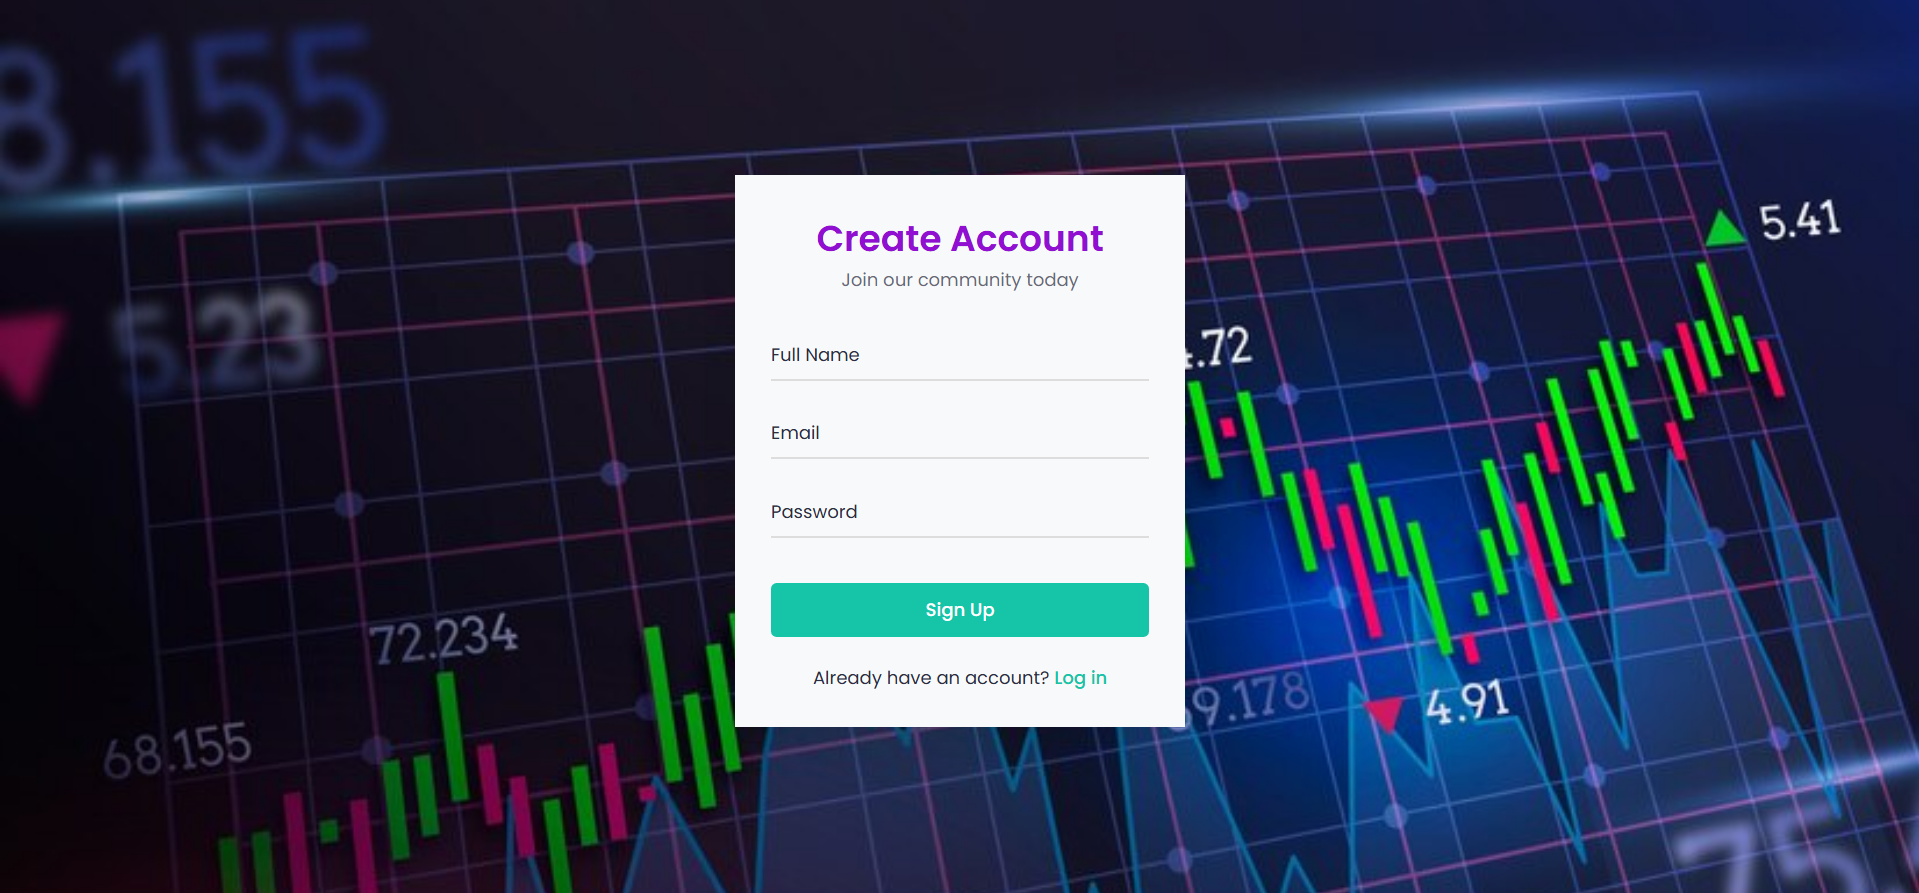 8.155
5.41
5.23
.72
72.234
68.155
9.178
4.91
75.
Create Account
Join our community today
Full Name
Email
Password
Sign Up
Already have an account? Log in